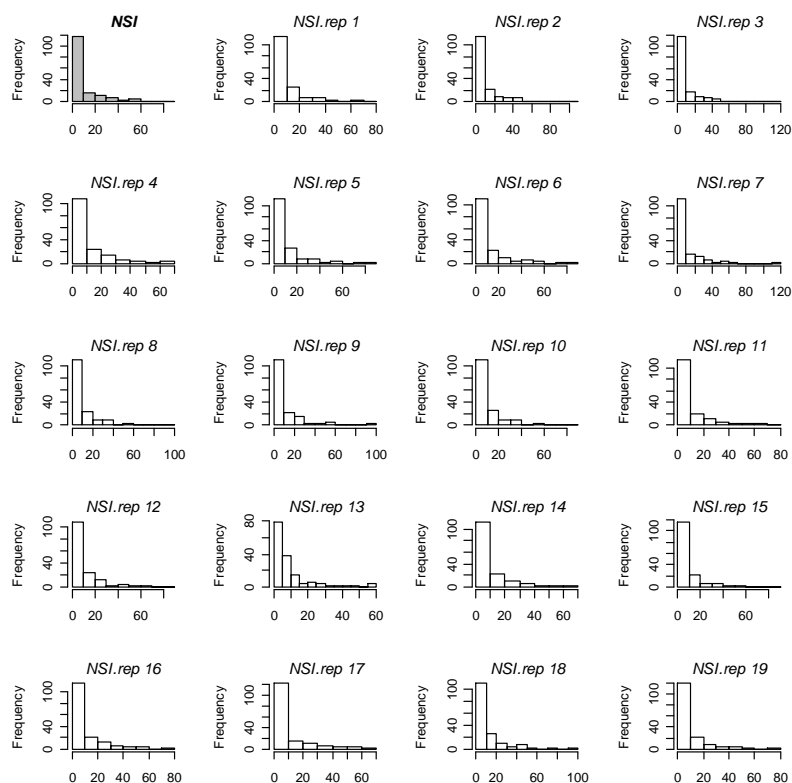 NSI
Frequency
0 40 100
0 20 60
NSI.rep 1
Frequency
0 40 100
0 20 40 60 80
NSI.rep 2
Frequency
0 40 100
0 40 80
NSI.rep 3
Frequency
0 40 100
0 40 80 120
NSI.rep 4
Frequency
0 40 100
0 20 40 60
NSI.rep 5
Frequency
0 40 100
0 20 60
NSI.rep 6
Frequency
0 40 100
0 20 60
NSI.rep 7
Frequency
0 40 100
0 40 80 120
NSI.rep 8
Frequency
0 40 100
0 20 60 100
NSI.rep 9
Frequency
0 40 100
0 20 60 100
NSI.rep 10
Frequency
0 40 100
0 20 60
NSI.rep 11
Frequency
0 40 100
0 20 40 60 80
NSI.rep 12
Frequency
0 40 100
0 20 60
NSI.rep 13
Frequency
0 40 80
0 20 40 60
NSI.rep 14
Frequency
0 40 100
0 20 40 60
NSI.rep 15
Frequency
0 40 100
0 20 60
NSI.rep 16
Frequency
0 40 100
0 20 40 60 80
NSI.rep 17
Frequency
0 40 100
0 20 40 60
NSI.rep 18
Frequency
0 40 100
0 20 60 100
NSI.rep 19
Frequency
0 40 100
0 20 40 60 80